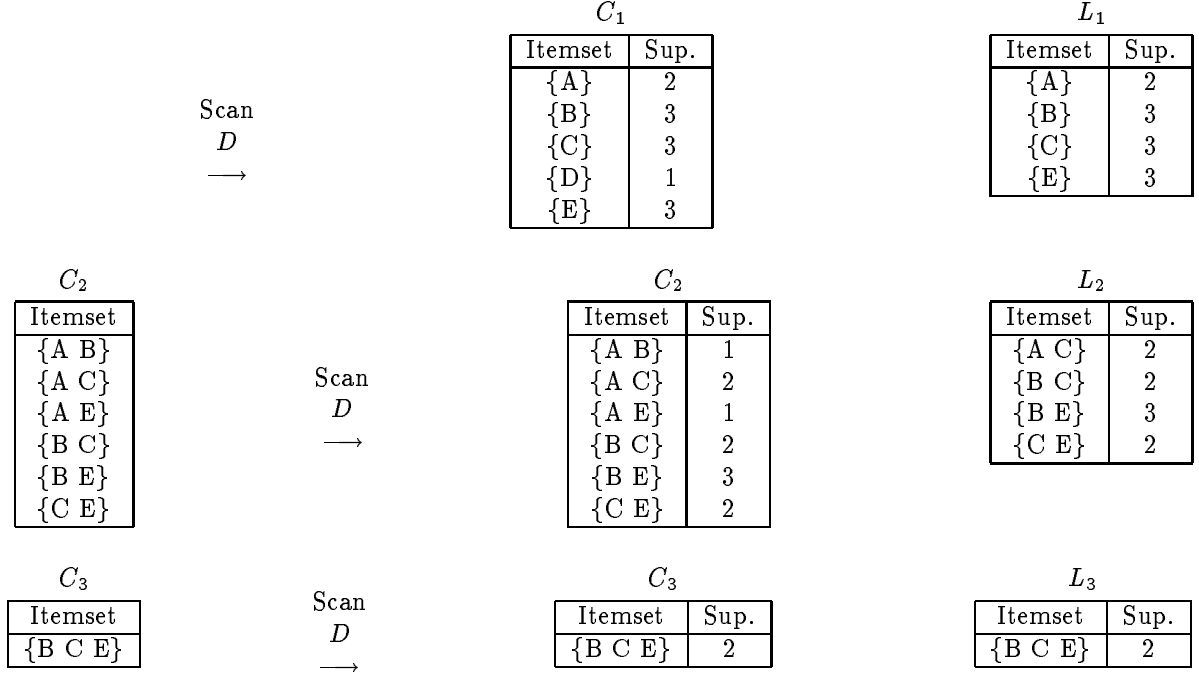 C₁ L₁
Itemset Sup. Itemset Sup.
{A} 2 {A} 2
Scan {B} 3 {B} 3
D {C} 3 {C} 3
→ {D} 1 {E} 3
{E} 3
C₂ C₂ L₂
Itemset Itemset Sup. Itemset Sup.
{A B} {A B} 1 {A C} 2
{A C} Scan {A C} 2 {B C} 2
{A E} D {A E} 1 {B E} 3
{B C} → {B C} 2 {C E} 2
{B E} {B E} 3
{C E} {C E} 2
C₃ Scan C₃ L₃
Itemset D Itemset Sup. Itemset Sup.
{B C E} → {B C E} 2 {B C E} 2